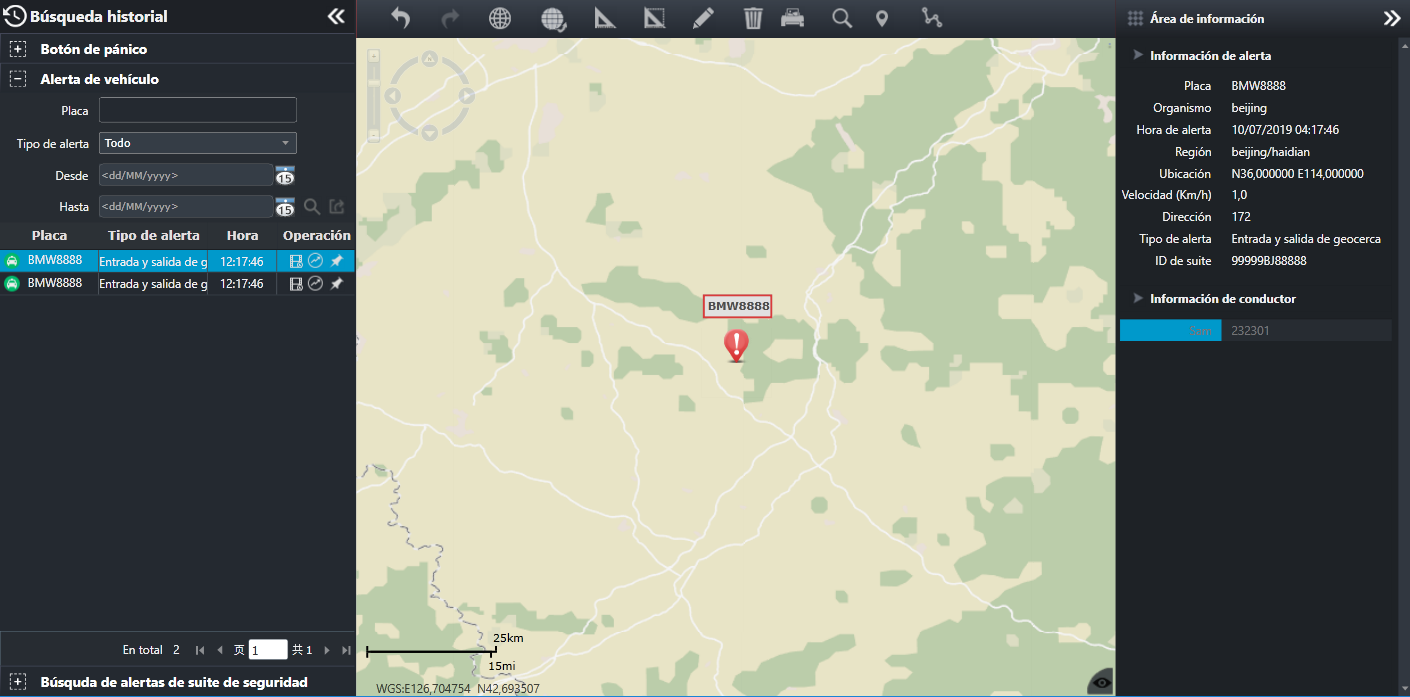 Búsqueda historial
Botón de pánico
Alerta de vehículo
Placa
Tipo de alerta Todo
Desde <dd/MM/yyyy> 15
Hasta <dd/MM/yyyy> 15
Placa Tipo de alerta Hora Operación
BMW8888 Entrada y salida de g 12:17:46
BMW8888 Entrada y salida de g 12:17:46
En total 2 页 1 共 1
Búsquda de alertas de suite de seguridad
BMW8888
25km
15mi
WGS:E126,704754 N42,693507
Área de información
Información de alerta
Placa BMW8888
Organismo beijing
Hora de alerta 10/07/2019 04:17:46
Región beijing/haidian
Ubicación N36,000000 E114,000000
Velocidad (Km/h) 1,0
Dirección 172
Tipo de alerta Entrada y salida de geocerca
ID de suite 99999BJ88888
Información de conductor
Sam 232301